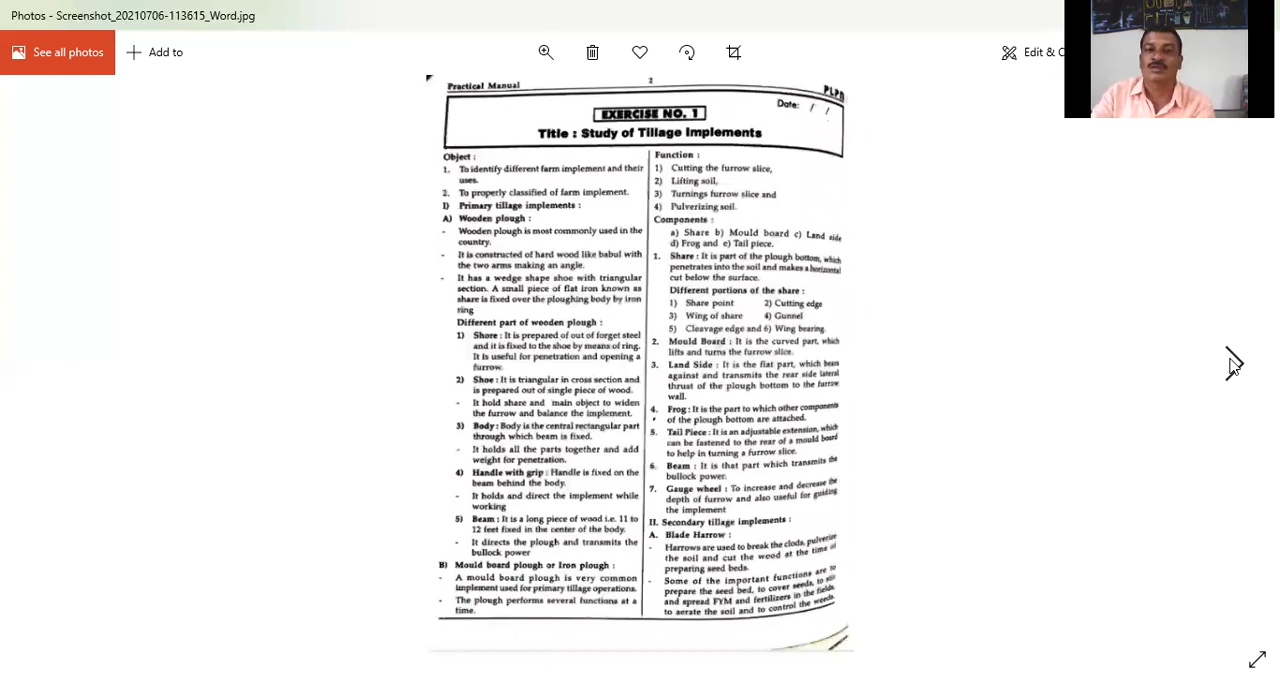 Photos - Screenshot_20210706-113615_Word.jpg
See all photos
Add to
Edit & C
Practical Manual
2
PLPD
Date: / /
EXERCISE NO. 1
Title : Study of Tillage Implements
Object :
1. To identify different farm implement and their
uses.
2. To properly classified of farm implement.
I) Primary tillage implements :
A) Wooden plough :
- Wooden plough is most commonly used in the
country.
- It is constructed of hard wood like babul with
the two arms making an angle.
- It has a wedge shape shoe with triangular
section. A small piece of flat iron known as
share is fixed over the ploughing body by iron
ring
Different part of wooden plough :
1) Shore : It is prepared of out of forget steel
and it is fixed to the shoe by means of ring.
It is useful for penetration and opening a
furrow.
2) Shoe : It is triangular in cross section and
is prepared out of single piece of wood.
- It hold share and main object to widen
the furrow and balance the implement.
3) Body : Body is the central rectangular part
through which beam is fixed.
- It holds all the parts together and add
weight for penetration.
4) Handle with grip : Handle is fixed on the
beam behind the body.
- It holds and direct the implement while
working
5) Beam : It is a long piece of wood i.e. 11 to
12 feet fixed in the center of the body.
- It directs the plough and transmits the
bullock power
B) Mould board plough or Iron plough :
- A mould board plough is very common
implement used for primary tillage operations.
- The plough performs several functions at a
time.
Function :
1) Cutting the furrow slice,
2) Lifting soil,
3) Turnings furrow slice and
4) Pulverizing soil.
Components :
a) Share b) Mould board c) Land side
d) Frog and e) Tail piece.
1. Share : It is part of the plough bottom, which
penetrates into the soil and makes a horizontal
cut below the surface.
Different portions of the share :
1) Share point 2) Cutting edge
3) Wing of share 4) Gunnel
5) Cleavage edge and 6) Wing bearing.
2. Mould Board : It is the curved part, which
lifts and turns the furrow slice.
3. Land Side : It is the flat part, which bears
against and transmits the rear side lateral
thrust of the plough bottom to the furrow
wall.
4. Frog : It is the part to which other components
of the plough bottom are attached.
5. Tail Piece : It is an adjustable extension, which
can be fastened to the rear of a mould board
to help in turning a furrow slice.
6. Beam : It is that part which transmits the
bullock power.
7. Gauge wheel : To increase and decrease the
depth of furrow and also useful for guiding
the implement
II. Secondary tillage implements :
A. Blade Harrow :
- Harrows are used to break the clods, pulverize
the soil and cut the wood at the time of
preparing seed beds.
- Some of the important functions are to
prepare the seed bed, to cover seeds, to stir
and spread FYM and fertilizers in the fields,
to aerate the soil and to control the weeds.